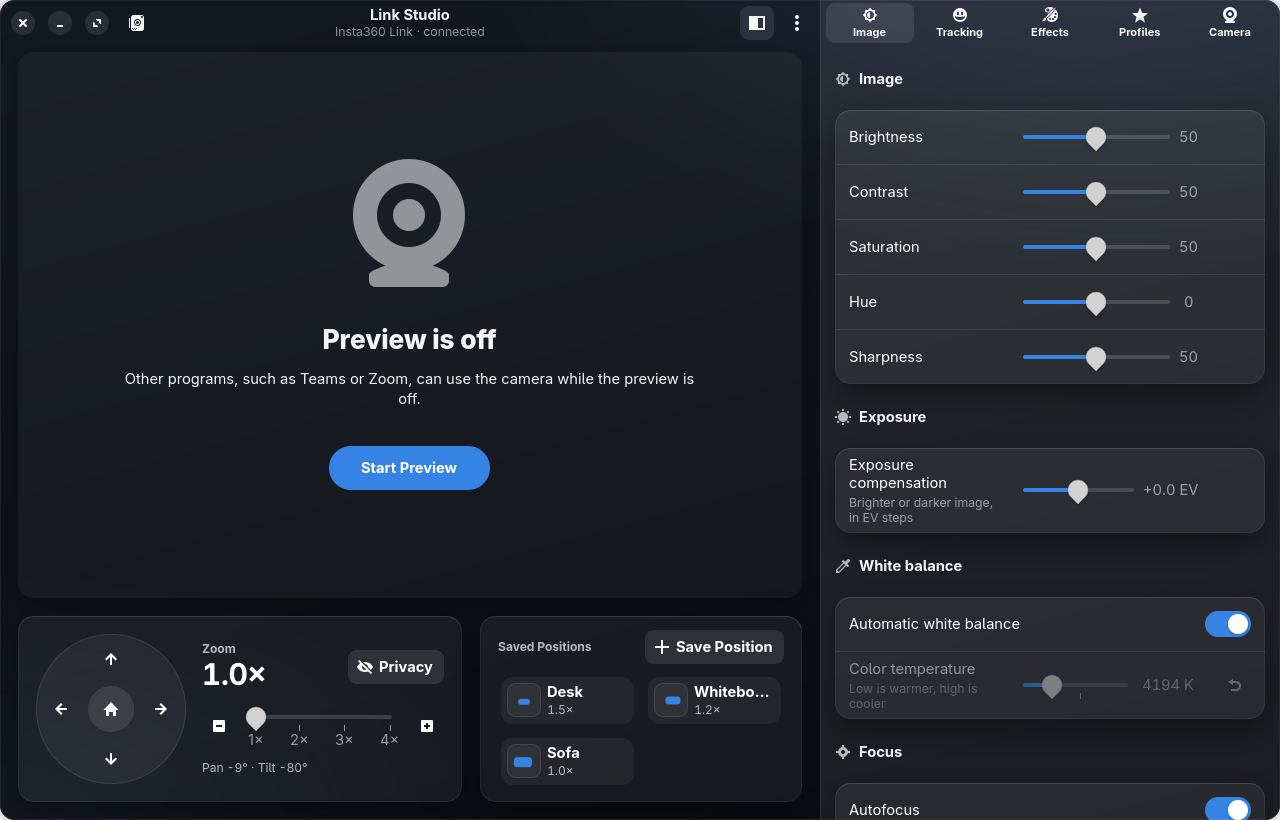 Link Studio
Insta360 Link · connected
Image
Tracking
Effects
Profiles
Camera
Preview is off
Other programs, such as Teams or Zoom, can use the camera while the preview is
off.
Start Preview
Zoom
1.0×
Privacy
1×
2×
3×
4×
Pan -9° · Tilt -80°
Saved Positions
Save Position
Desk
1.5×
Whitebo…
1.2×
Sofa
1.0×
Image
Brightness
50
Contrast
50
Saturation
50
Hue
0
Sharpness
50
Exposure
Exposure
compensation
Brighter or darker image,
in EV steps
+0.0 EV
White balance
Automatic white balance
Color temperature
Low is warmer, high is
cooler
4194 K
Focus
Autofocus